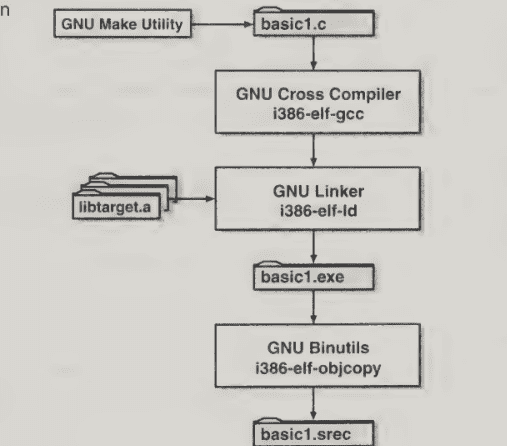 n
GNU Make Utility
basic1.c
GNU Cross Compiler
i386-elf-gcc
libtarget.a
GNU Linker
i386-elf-ld
basic1.exe
GNU Binutils
i386-elf-objcopy
basic1.srec